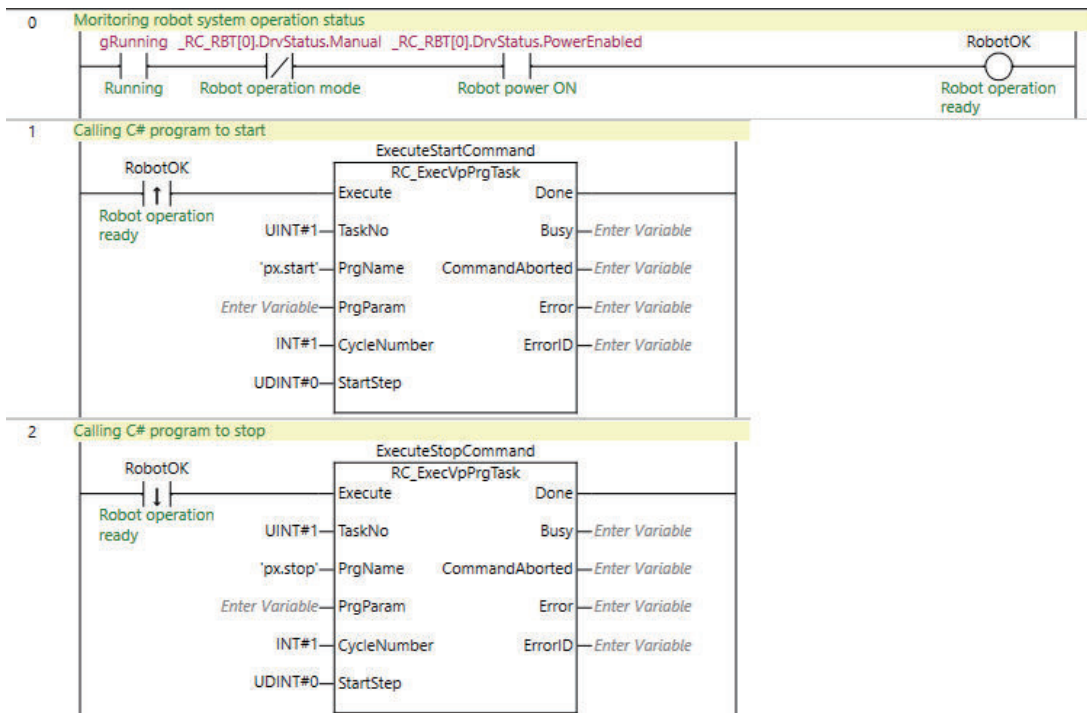 0 Moritoring robot system operation status
gRunning _RC_RBT[0].DrvStatus.Manual _RC_RBT[0].DrvStatus.PowerEnabled RobotOK
Running Robot operation mode Robot power ON Robot operation
ready
1 Calling C# program to start
ExecuteStartCommand
RobotOK RC_ExecVpPrgTask
Execute Done
Robot operation
ready UINT#1 TaskNo Busy Enter Variable
'px.start' PrgName CommandAborted Enter Variable
Enter Variable PrgParam Error Enter Variable
INT#1 CycleNumber ErrorID Enter Variable
UDINT#0 StartStep
2 Calling C# program to stop
ExecuteStopCommand
RobotOK RC_ExecVpPrgTask
Execute Done
Robot operation
ready UINT#1 TaskNo Busy Enter Variable
'px.stop' PrgName CommandAborted Enter Variable
Enter Variable PrgParam Error Enter Variable
INT#1 CycleNumber ErrorID Enter Variable
UDINT#0 StartStep